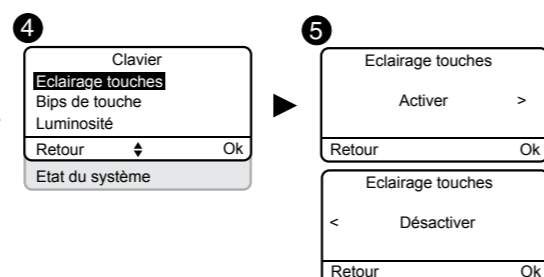 4
Clavier
Eclairage touches
Bips de touche
Luminosité
Retour Ok
Etat du système
5
Eclairage touches
Activer >
Retour Ok
Eclairage touches
< Désactiver
Retour Ok